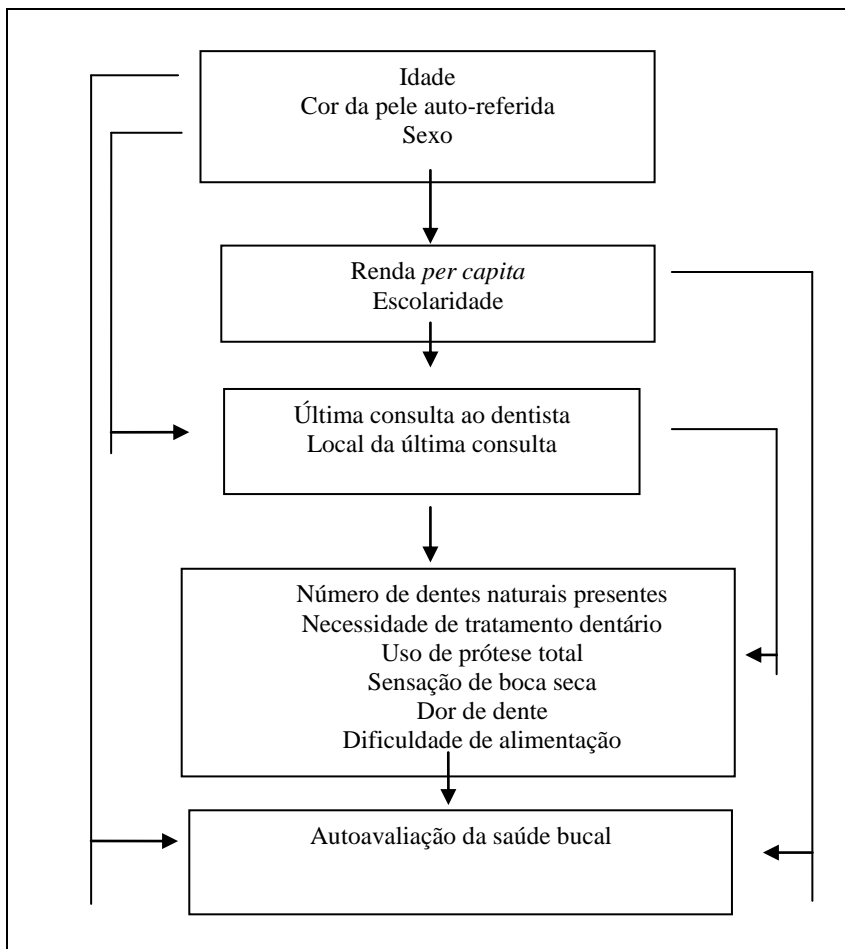 Idade
Cor da pele auto-referida
Sexo
Renda per capita
Escolaridade
Última consulta ao dentista
Local da última consulta
Número de dentes naturais presentes
Necessidade de tratamento dentário
Uso de prótese total
Sensação de boca seca
Dor de dente
Dificuldade de alimentação
Autoavaliação da saúde bucal